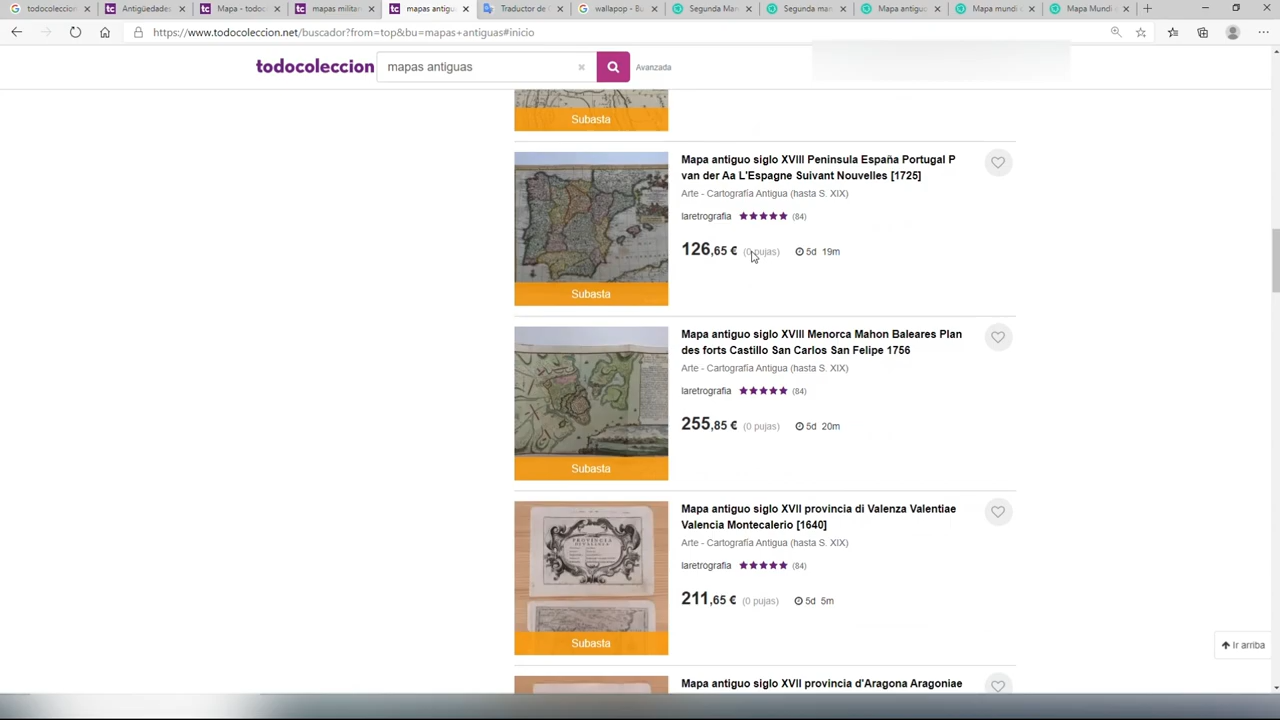 todocoleccion
Antigüedades
Mapa - todoc
mapas militar
mapas antigu
Traductor de
wallapop - Bu
Segunda Man
Segunda man
Mapa antiguo
Mapa mundi
Mapa Mundi
https://www.todocoleccion.net/buscador?from=top&bu=mapas+antiguas#inicio
todocoleccion
mapas antiguas
Avanzada
Subasta
Mapa antiguo siglo XVIII Peninsula España Portugal P
van der Aa L'Espagne Suivant Nouvelles [1725]
Arte - Cartografía Antigua (hasta S. XIX)
laretrografia ★★★★★ (84)
126,65 € (0 pujas) 5d 19m
Subasta
Mapa antiguo siglo XVIII Menorca Mahon Baleares Plan
des forts Castillo San Carlos San Felipe 1756
Arte - Cartografía Antigua (hasta S. XIX)
laretrografia ★★★★★ (84)
255,85 € (0 pujas) 5d 20m
Subasta
Mapa antiguo siglo XVII provincia di Valenza Valentiae
Valencia Montecalerio [1640]
Arte - Cartografía Antigua (hasta S. XIX)
laretrografia ★★★★★ (84)
211,65 € (0 pujas) 5d 5m
PROVINCIA
Subasta
Ir arriba
Mapa antiguo siglo XVII provincia d'Aragona Aragoniae